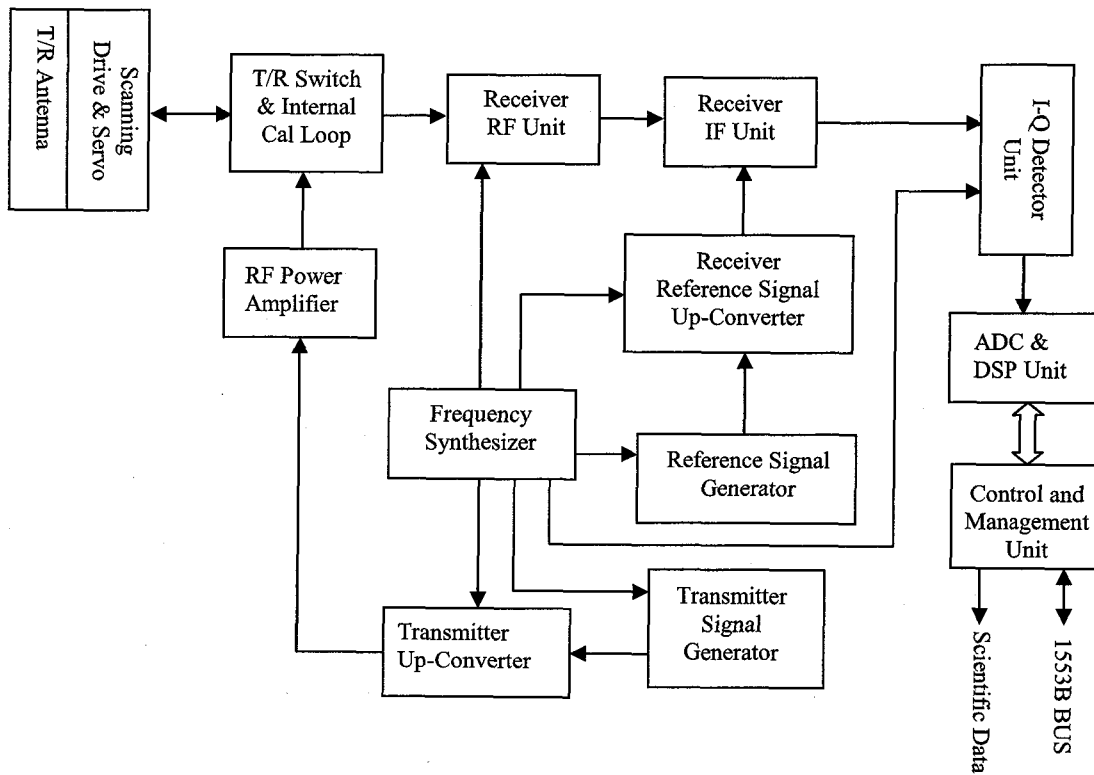 T/R Antenna
Scanning
Drive & Servo
T/R Switch
& Internal
Cal Loop
Receiver
RF Unit
Receiver
IF Unit
I-Q Detector
Unit
RF Power
Amplifier
Receiver
Reference Signal
Up-Converter
ADC &
DSP Unit
Frequency
Synthesizer
Reference Signal
Generator
Control and
Management
Unit
Transmitter
Up-Converter
Transmitter
Signal
Generator
Scientific Data
1553B BUS